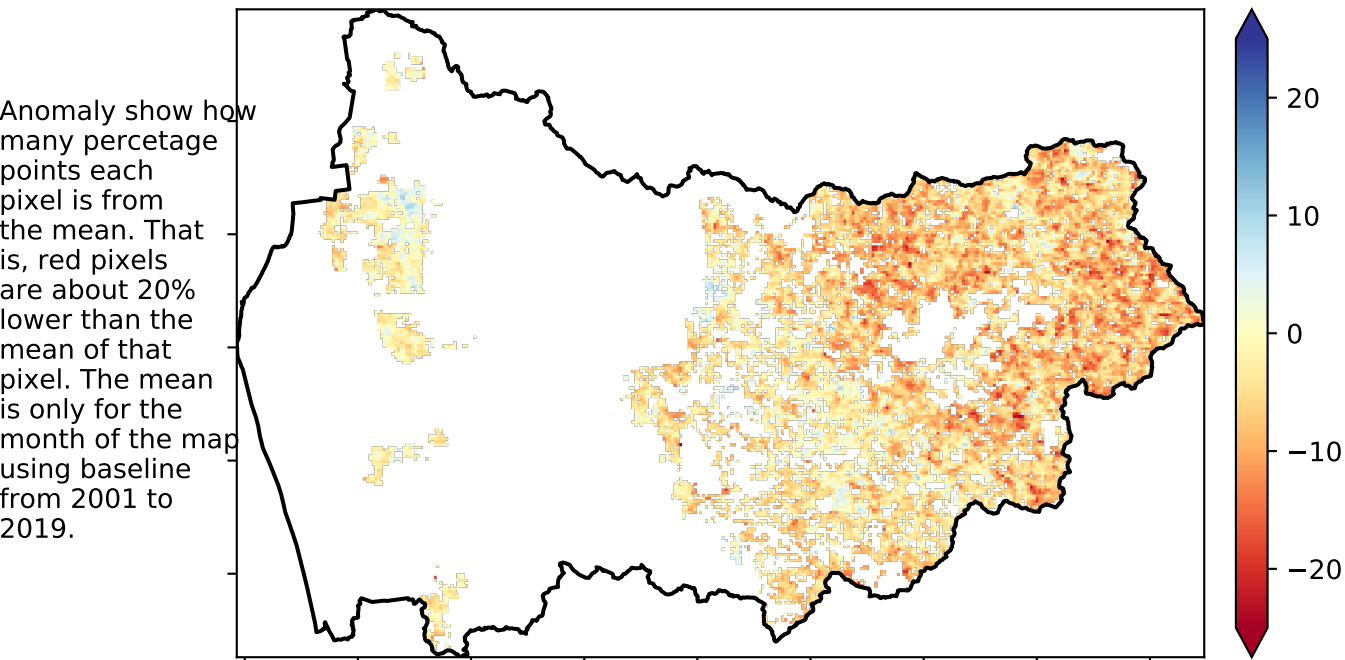 Anomaly show how
many percetage
points each
pixel is from
the mean. That
is, red pixels
are about 20%
lower than the
mean of that
pixel. The mean
is only for the
month of the map
using baseline
from 2001 to
2019.
20
10
0
−10
−20